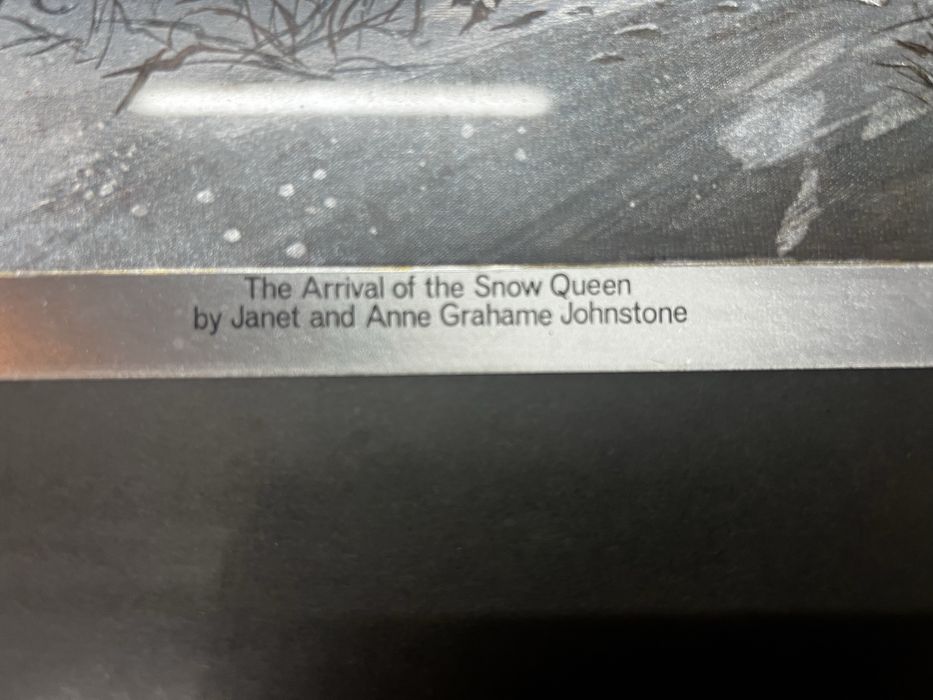 The Arrival of the Snow Queen
by Janet and Anne Grahame Johnstone